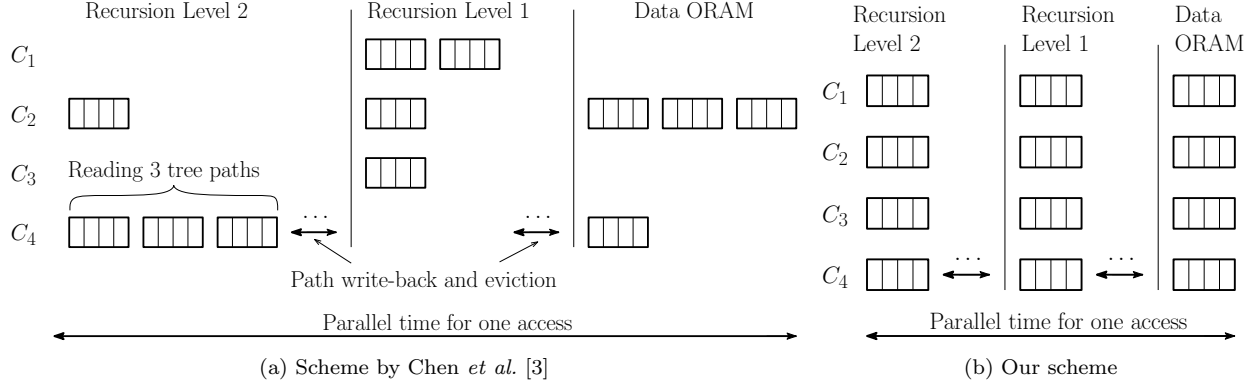 Recursion Level 2
Recursion Level 1
Data ORAM
C1
C2
C3
Reading 3 tree paths
C4
. . .
. . .
Path write-back and eviction
Parallel time for one access
(a) Scheme by Chen et al. [3]
Recursion
Level 2
Recursion
Level 1
Data
ORAM
C1
C2
C3
C4
. . .
. . .
Parallel time for one access
(b) Our scheme